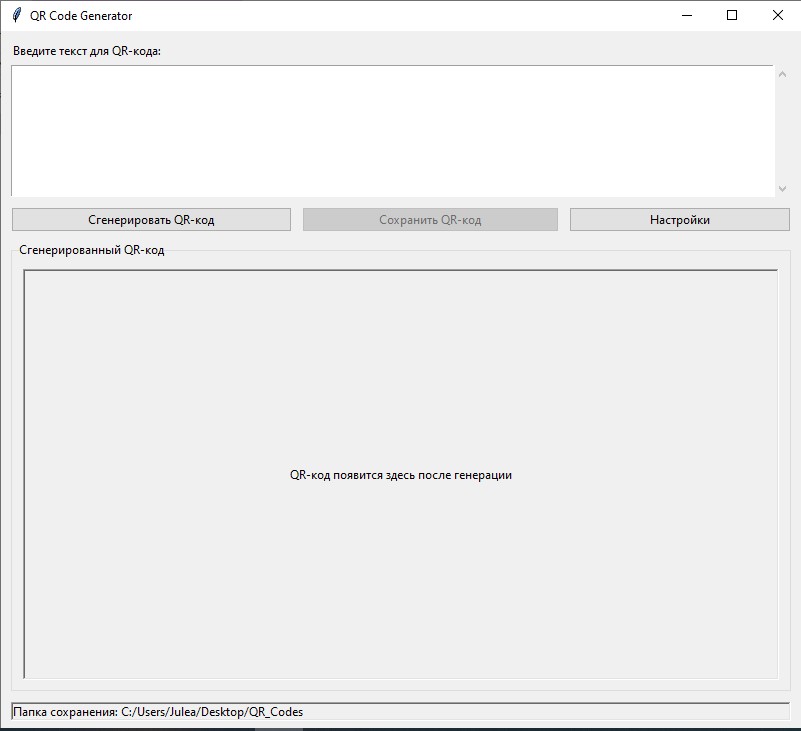 QR Code Generator
Введите текст для QR-кода:
Сгенерировать QR-код
Сохранить QR-код
Настройки
Сгенерированный QR-код
QR-код появится здесь после генерации
Папка сохранения: C:/Users/Julea/Desktop/QR_Codes